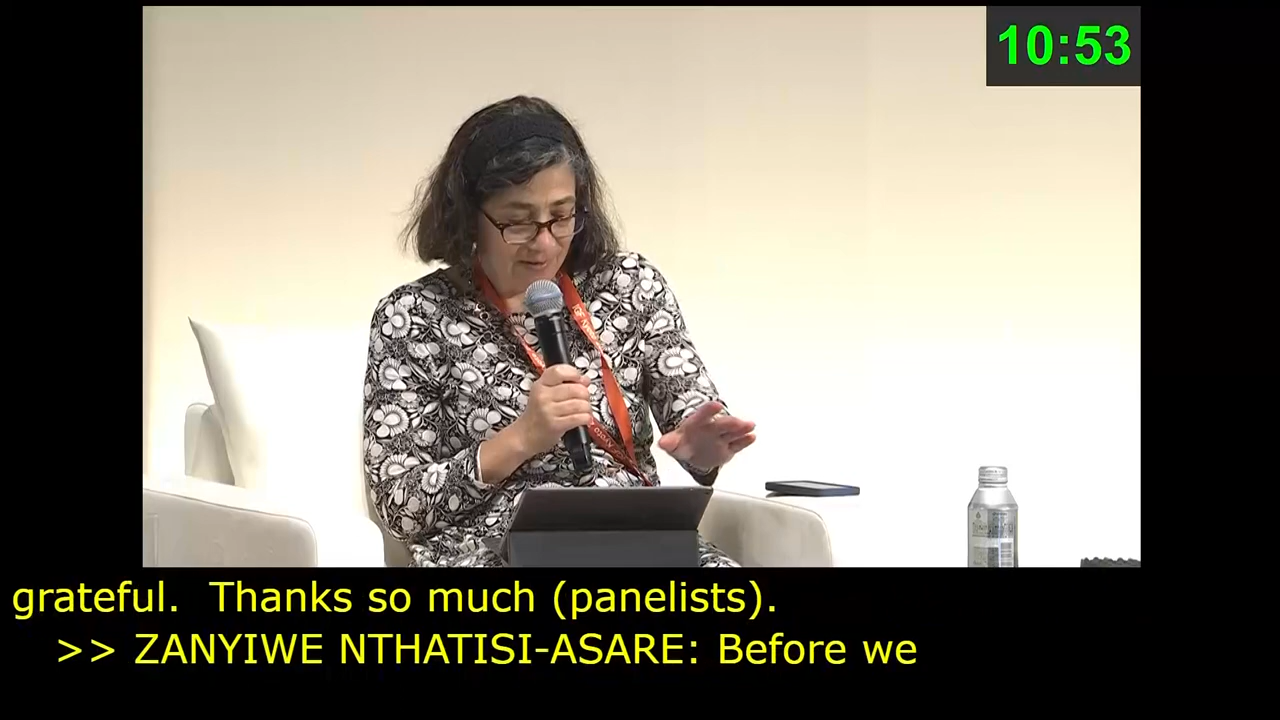 10:53
grateful. Thanks so much (panelists).
>> ZANYIWE NTHATISI-ASARE: Before we